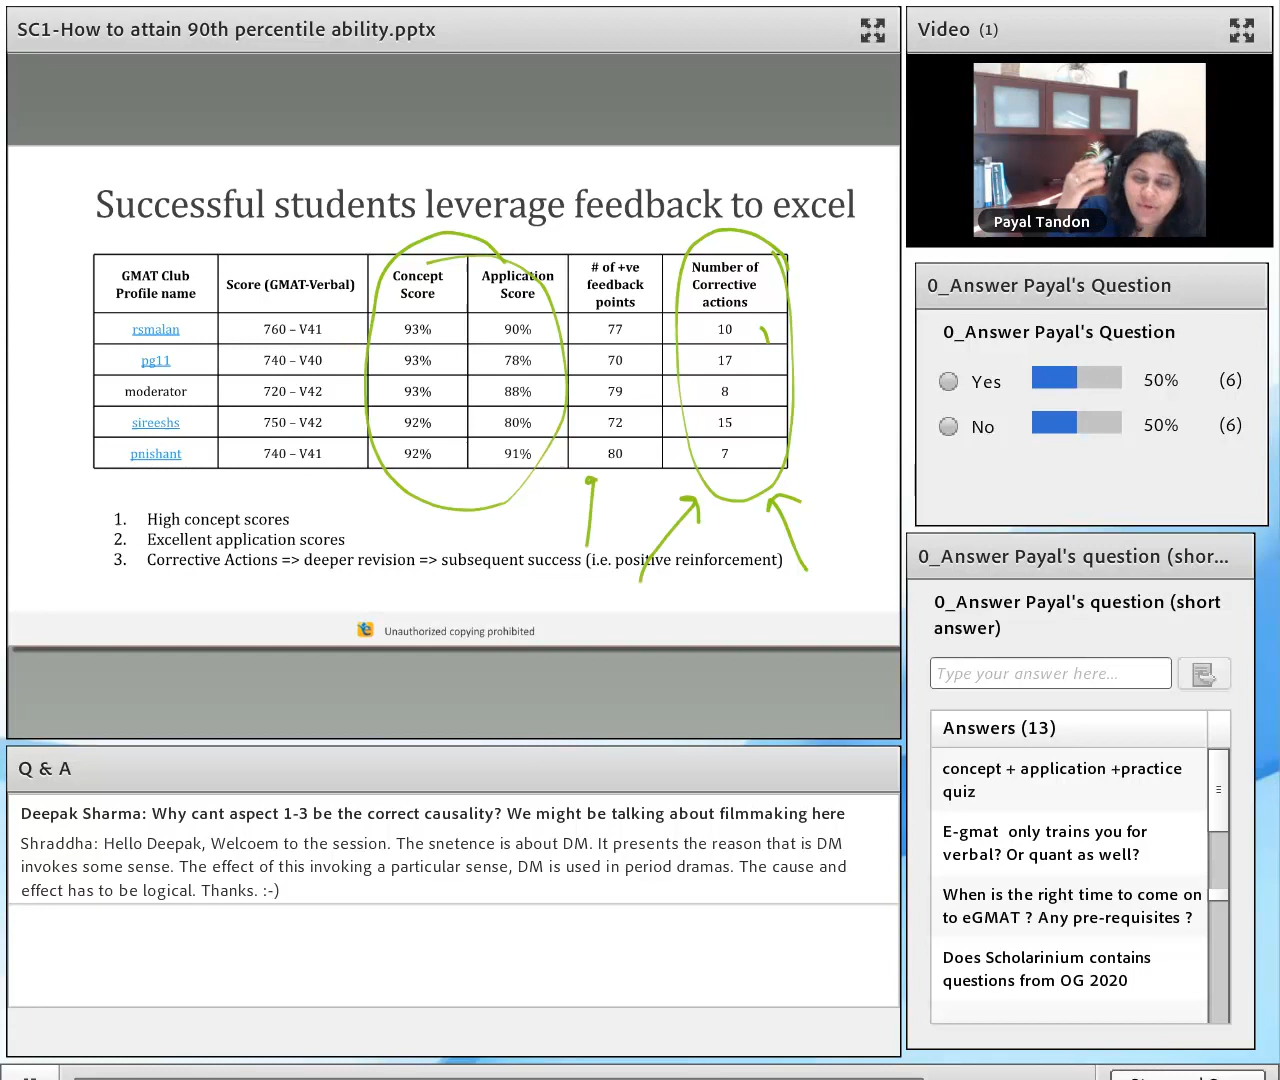 SC1-How to attain 90th percentile ability.pptx
Successful students leverage feedback to excel
GMAT Club Profile name Score (GMAT-Verbal) Concept Score Application Score # of +ve feedback points Number of Corrective actions
rsmalan 760 – V41 93% 90% 77 10
pg11 740 – V40 93% 78% 70 17
moderator 720 – V42 93% 88% 79 8
sireeshs 750 – V42 92% 80% 72 15
pnishant 740 – V41 92% 91% 80 7
1. High concept scores
2. Excellent application scores
3. Corrective Actions => deeper revision => subsequent success (i.e. positive reinforcement)
Unauthorized copying prohibited
Q & A
Deepak Sharma: Why cant aspect 1-3 be the correct causality? We might be talking about filmmaking here
Shraddha: Hello Deepak, Welcoem to the session. The snetence is about DM. It presents the reason that is DM
invokes some sense. The effect of this invoking a particular sense, DM is used in period dramas. The cause and
effect has to be logical. Thanks. :-)
Video (1)
Payal Tandon
0_Answer Payal's Question
0_Answer Payal's Question
Yes 50% (6)
No 50% (6)
0_Answer Payal's question (shor...
0_Answer Payal's question (short
answer)
Type your answer here...
Answers (13)
concept + application +practice
quiz
E-gmat only trains you for
verbal? Or quant as well?
When is the right time to come on
to eGMAT ? Any pre-requisites ?
Does Scholarinium contains
questions from OG 2020